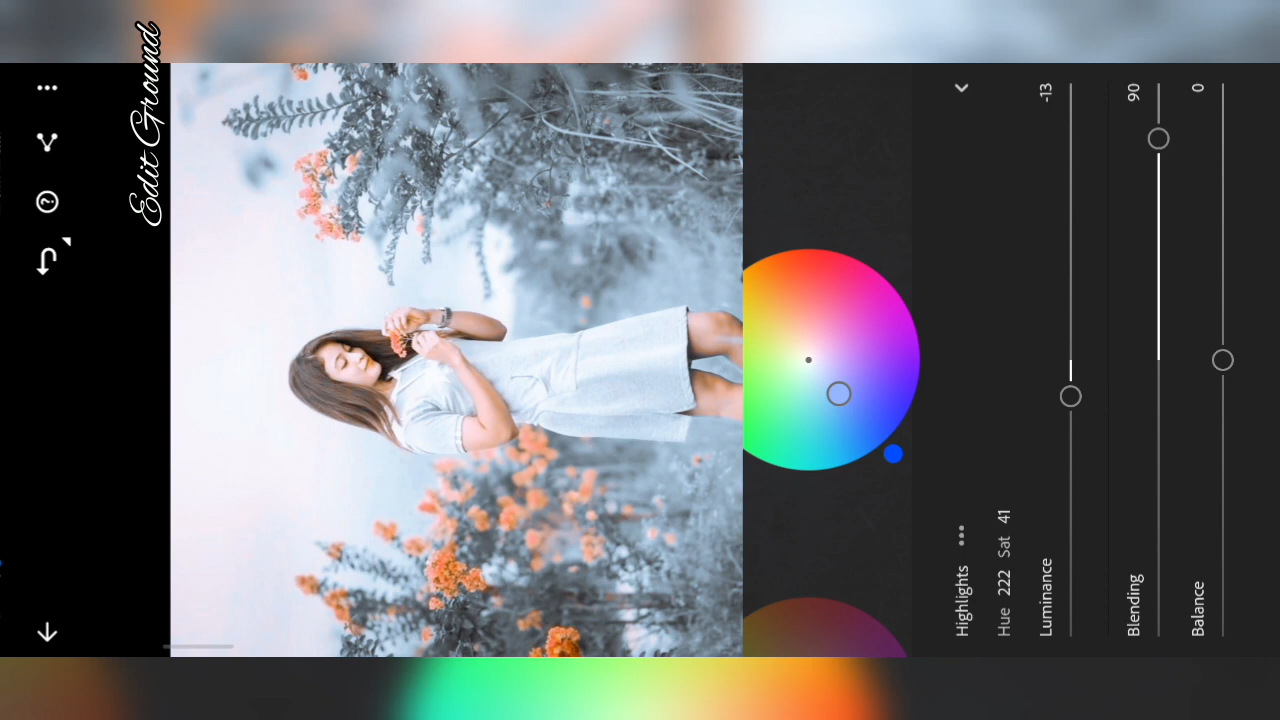 Edit Ground
Highlights
Hue 222 Sat 41
Luminance -13
Blending 90
Balance 0